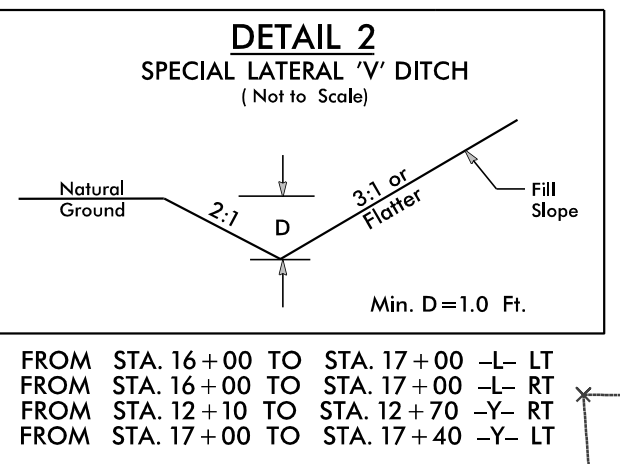 DETAIL 2
SPECIAL LATERAL 'V' DITCH
( Not to Scale)
Natural
Ground
2:1
D
3:1 or
Flatter
Fill
Slope
Min. D=1.0 Ft.
FROM STA. 16+00 TO STA. 17+00 -L- LT
FROM STA. 16+00 TO STA. 17+00 -L- RT
FROM STA. 12+10 TO STA. 12+70 -Y- RT
FROM STA. 17+00 TO STA. 17+40 -Y- LT